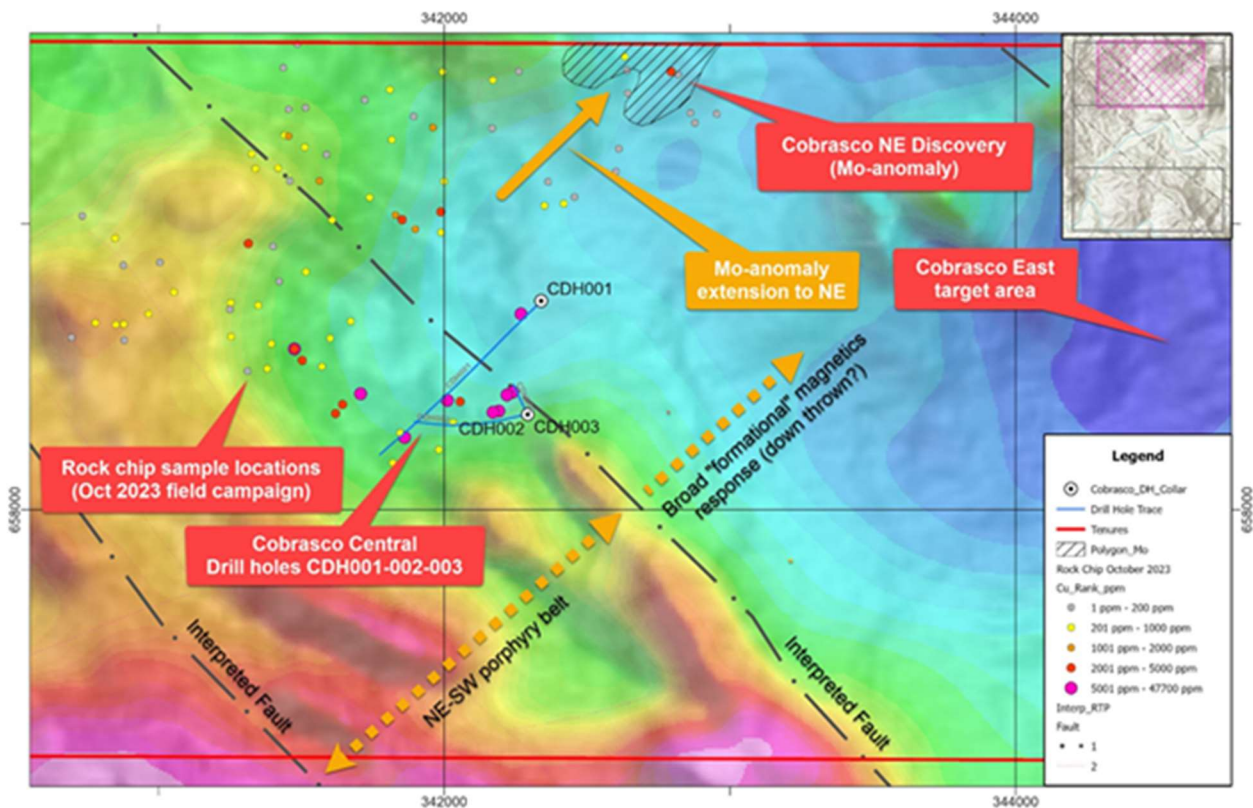 342000
344000
Cobrasco NE Discovery
(Mo-anomaly)
Mo-anomaly
extension to NE
Cobrasco East
target area
CDH001
CDH002
CDH003
Broad "formational" magnetics
response (down thrown?)
Rock chip sample locations
(Oct 2023 field campaign)
Cobrasco Central
Drill holes CDH001-002-003
658000
658000
Interpreted Fault
NE-SW porphyry belt
Interpreted Fault
Legend
Cobrasco_DH_Collar
Drill Hole Trace
Tenures
Polygon_Mo
Rock Chip October 2023
Cu_Rank_ppm
1 ppm - 200 ppm
201 ppm - 1000 ppm
1001 ppm - 2000 ppm
2001 ppm - 5000 ppm
5001 ppm - 47700 ppm
Interp_RTP
Fault
1
2
342000
344000